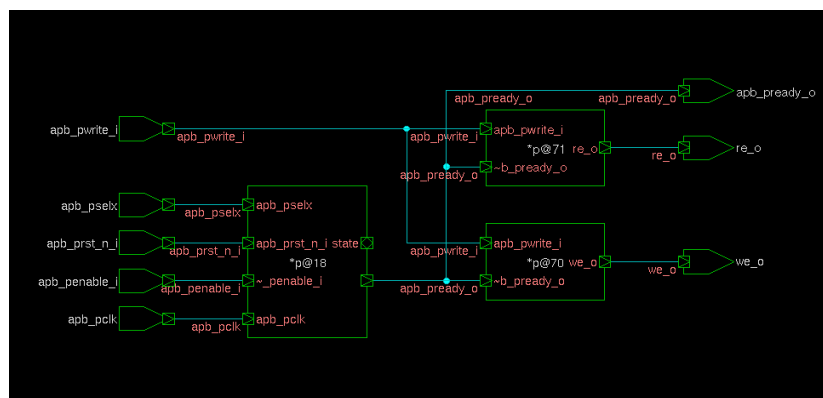 apb_pready_o
apb_pready_o
apb_pready_o
apb_pwrite_i
apb_pwrite_i
apb_pwrite_i
apb_pwrite_i
*p@71
re_o
re_o
re_o
apb_pready_o
~b_pready_o
apb_pselx
apb_pselx
apb_pselx
apb_prst_n_i
apb_prst_n_i
apb_prst_n_i
state
*p@18
apb_pwrite_i
apb_pwrite_i
*p@70
we_o
we_o
we_o
apb_penable_i
apb_penable_i
~_penable_i
apb_pready_o
~b_pready_o
apb_pclk
apb_pclk
apb_pclk